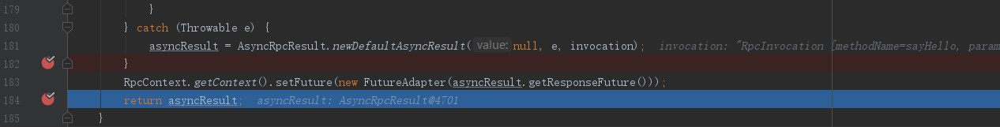 179 }
180 } catch (Throwable e) {
181 asyncResult = AsyncRpcResult.newDefaultAsyncResult( value: null, e, invocation); invocation: "RpcInvocation [methodName=sayHello, param
182 }
183 RpcContext.getContext().setFuture(new FutureAdapter(asyncResult.getResponseFuture()));
184 return asyncResult; asyncResult: AsyncRpcResult@4701
185 }